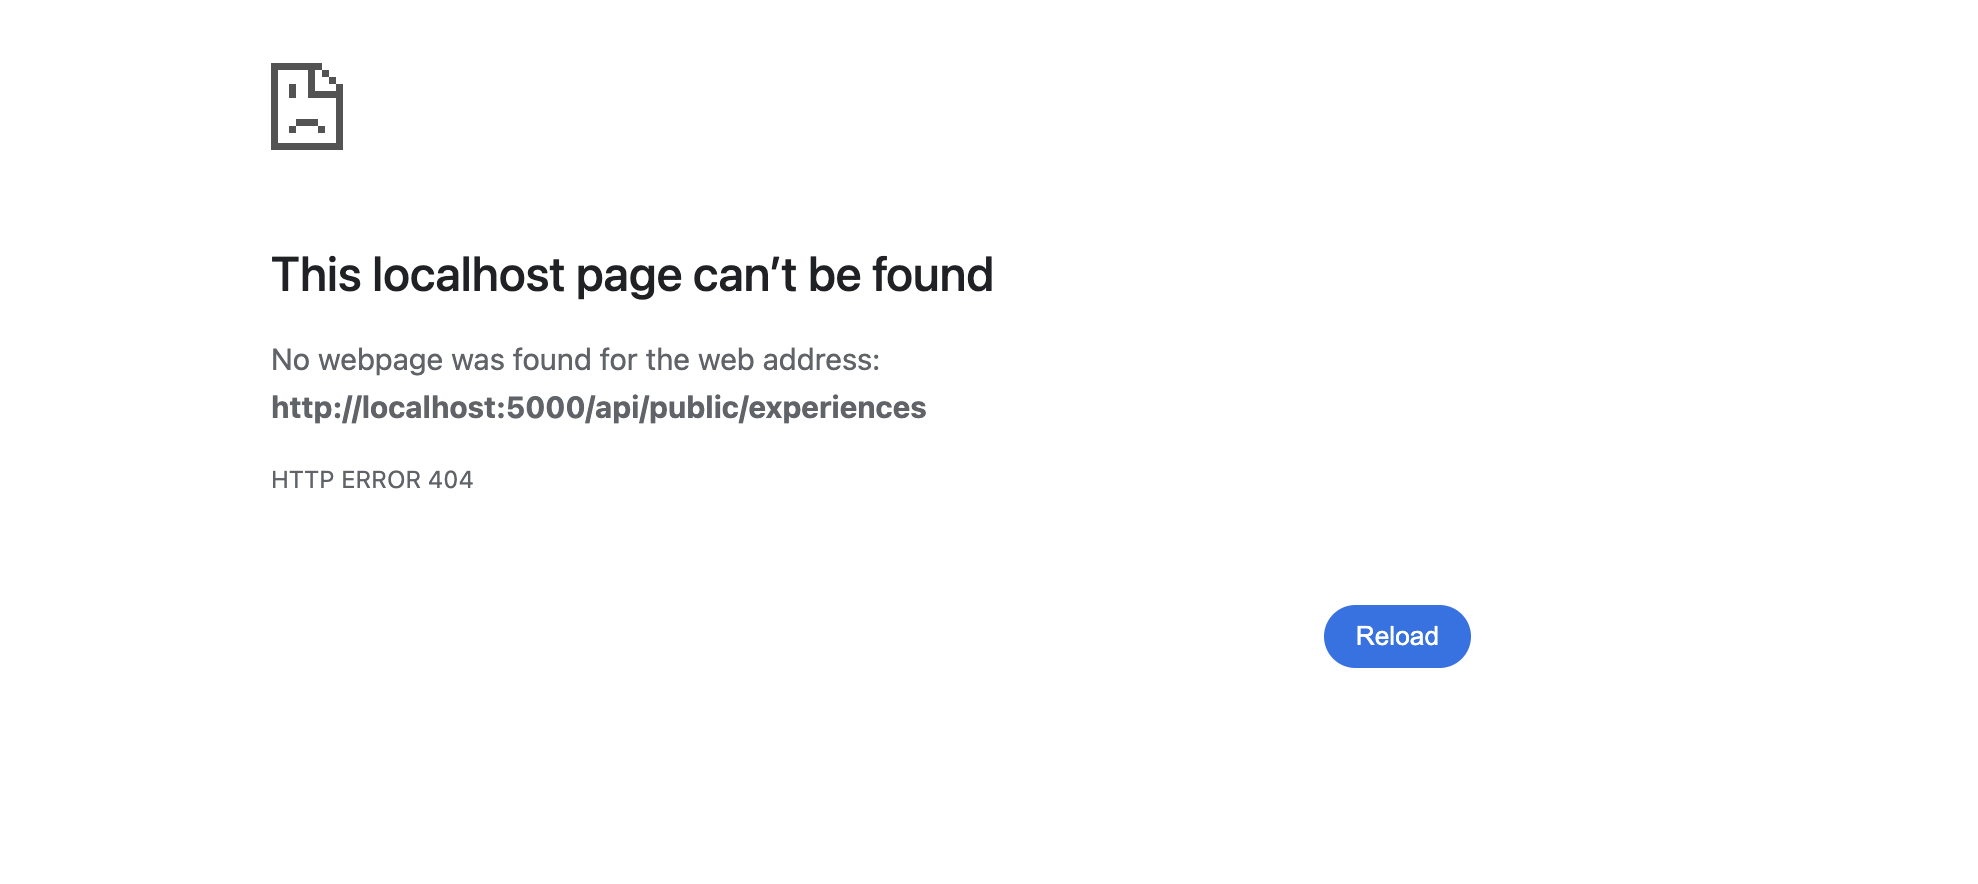 This localhost page can’t be found
No webpage was found for the web address:
http://localhost:5000/api/public/experiences
HTTP ERROR 404
Reload